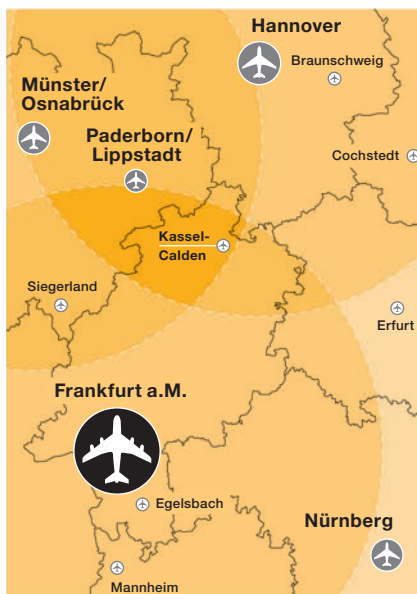 Hannover
Braunschweig
Münster/
Osnabrück
Paderborn/
Lippstadt
Cochstedt
Kassel-
Calden
Siegerland
Erfurt
Frankfurt a.M.
Egelsbach
Nürnberg
Mannheim